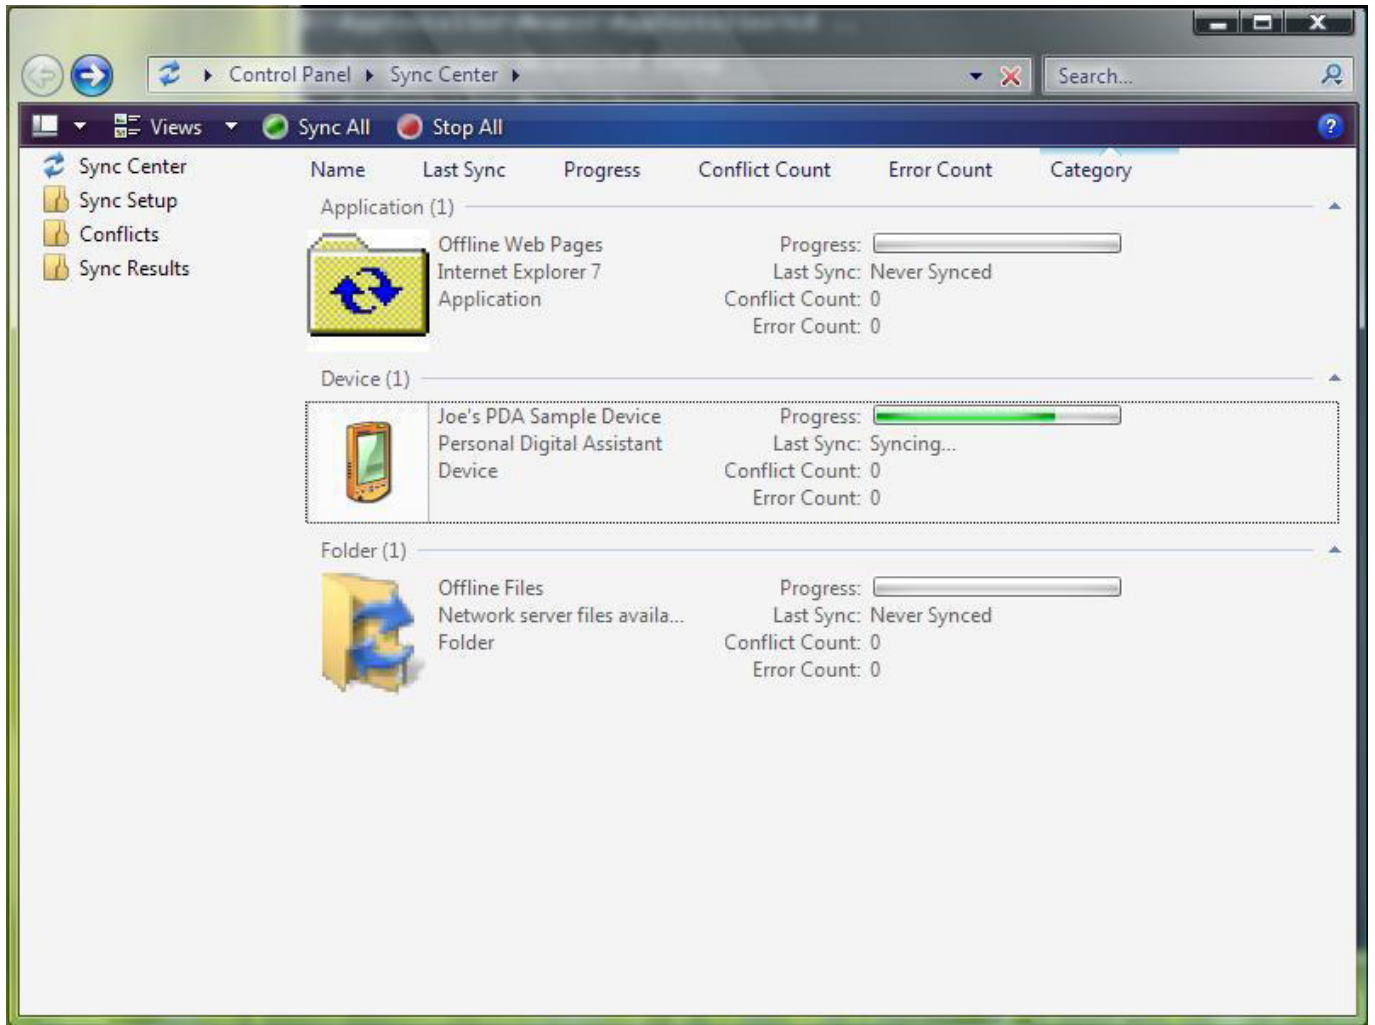 Control Panel Sync Center
Search...
Views Sync All Stop All ?
Sync Center
Sync Setup
Conflicts
Sync Results
Name Last Sync Progress Conflict Count Error Count Category
Application (1)
Offline Web Pages Progress:
Internet Explorer 7 Last Sync: Never Synced
Application Conflict Count: 0
Error Count: 0
Device (1)
Joe's PDA Sample Device Progress:
Personal Digital Assistant Last Sync: Syncing...
Device Conflict Count: 0
Error Count: 0
Folder (1)
Offline Files Progress:
Network server files availa... Last Sync: Never Synced
Folder Conflict Count: 0
Error Count: 0